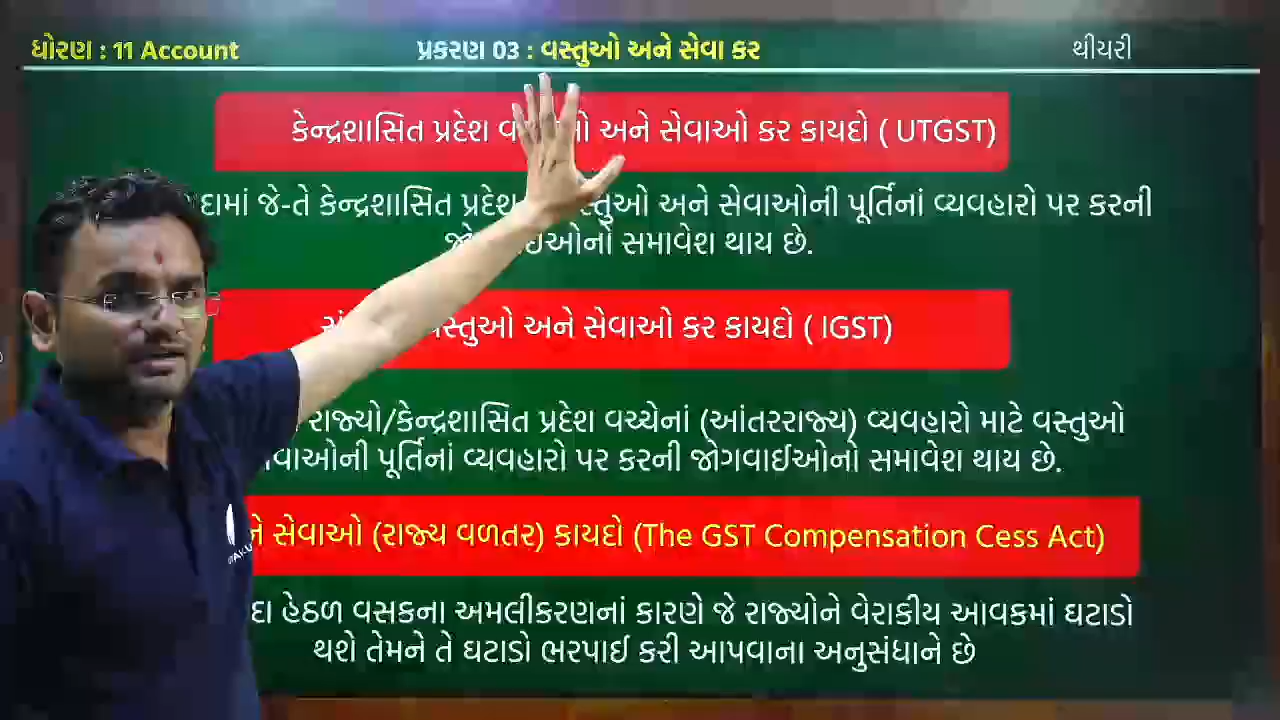 ધોરણ : 11 Account
પ્રકરણ 03 : વસ્તુઓ અને સેવા કર
થીયરી
કેન્દ્રશાસિત પ્રદેશ અને સેવાઓ કર કાયદો ( UTGST)
જે-તે કેન્દ્રશાસિત પ્રદેશ અને સેવાઓની પૂર્તિનાં વ્યવહારો પર કરની
સમાવેશ થાય છે.
અને સેવાઓ કર કાયદો ( IGST)
રાજ્યો/કેન્દ્રશાસિત પ્રદેશ વચ્ચેનાં (આંતરરાજ્ય) વ્યવહારો માટે વસ્તુઓ
પૂર્તિનાં વ્યવહારો પર કરની જોગવાઈઓનો સમાવેશ થાય છે.
સેવાઓ (રાજ્ય વળતર) કાયદો (The GST Compensation Cess Act)
હેઠળ વસકના અમલીકરણનાં કારણે જે રાજ્યોને વેરાકીય આવકમાં ઘટાડો
થશે તેમને તે ઘટાડો ભરપાઈ કરી આપવાના અનુસંધાને છે